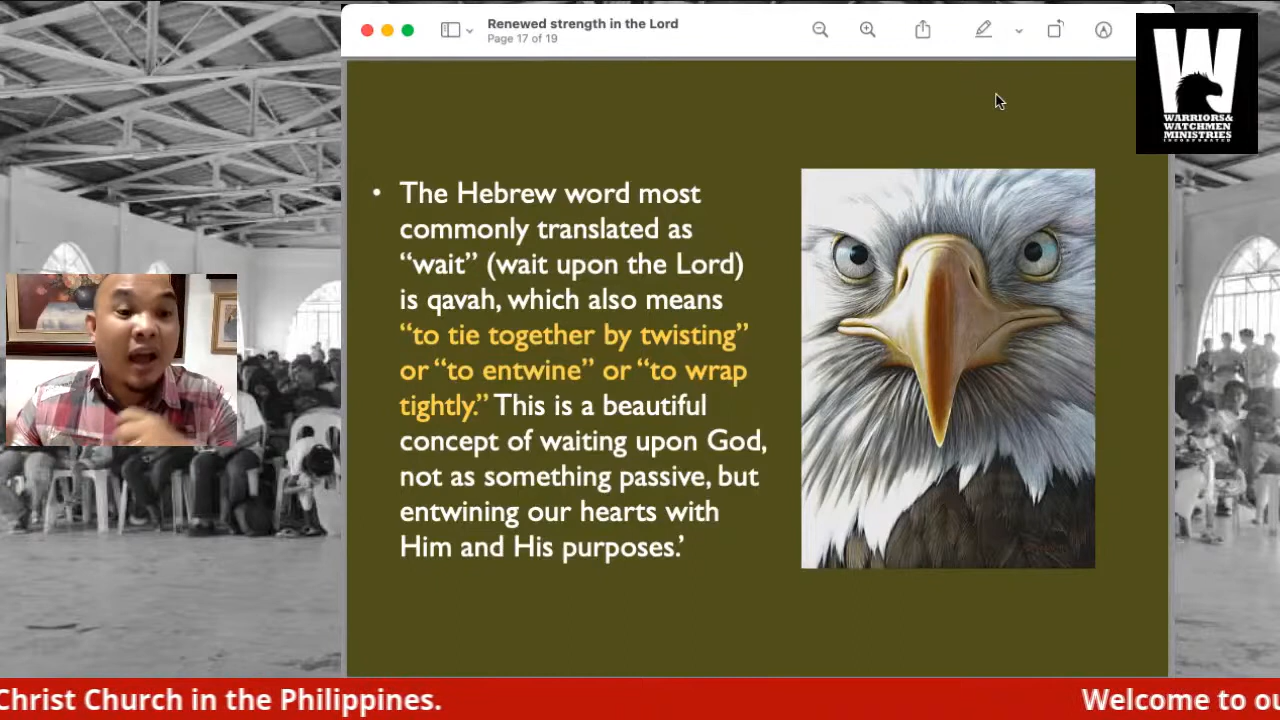 Renewed strength in the Lord
Page 17 of 19
W
WARRIORS&
WATCHMEN
MINISTRIES
INCORPORATED
• The Hebrew word most
commonly translated as
“wait” (wait upon the Lord)
is qavah, which also means
“to tie together by twisting”
or “to entwine” or “to wrap
tightly.” This is a beautiful
concept of waiting upon God,
not as something passive, but
entwining our hearts with
Him and His purposes.’
Christ Church in the Philippines. Welcome to ou